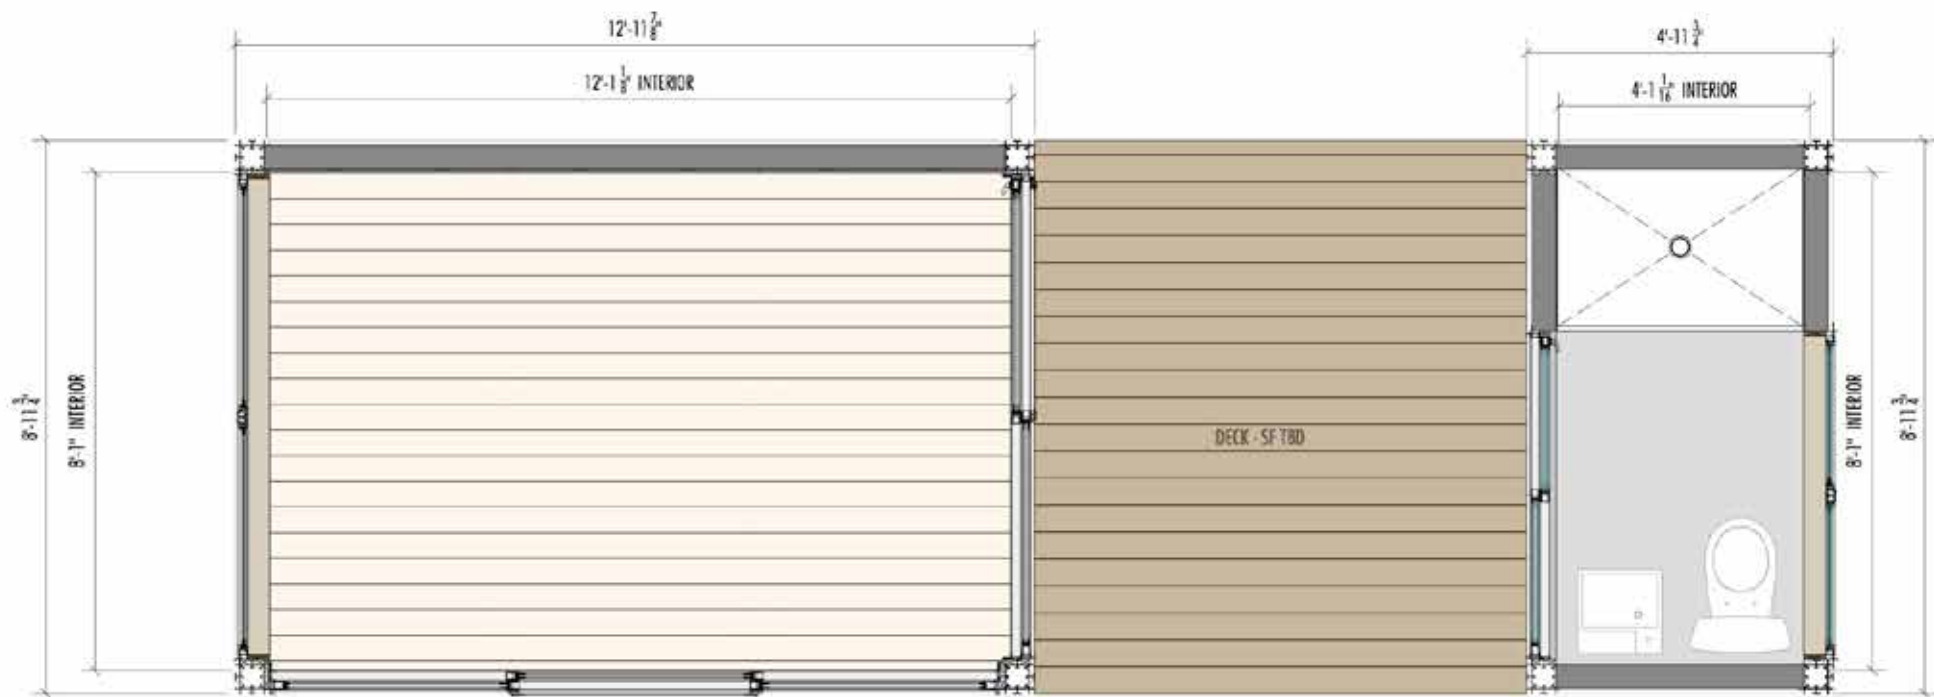 12'-11 7/8"
4'-11 3/4"
12'-1 1/8" INTERIOR
4'-1 1/16" INTERIOR
8'-11 3/4"
8'-1" INTERIOR
DECK - SF TBD
8'-1" INTERIOR
8'-11 3/4"